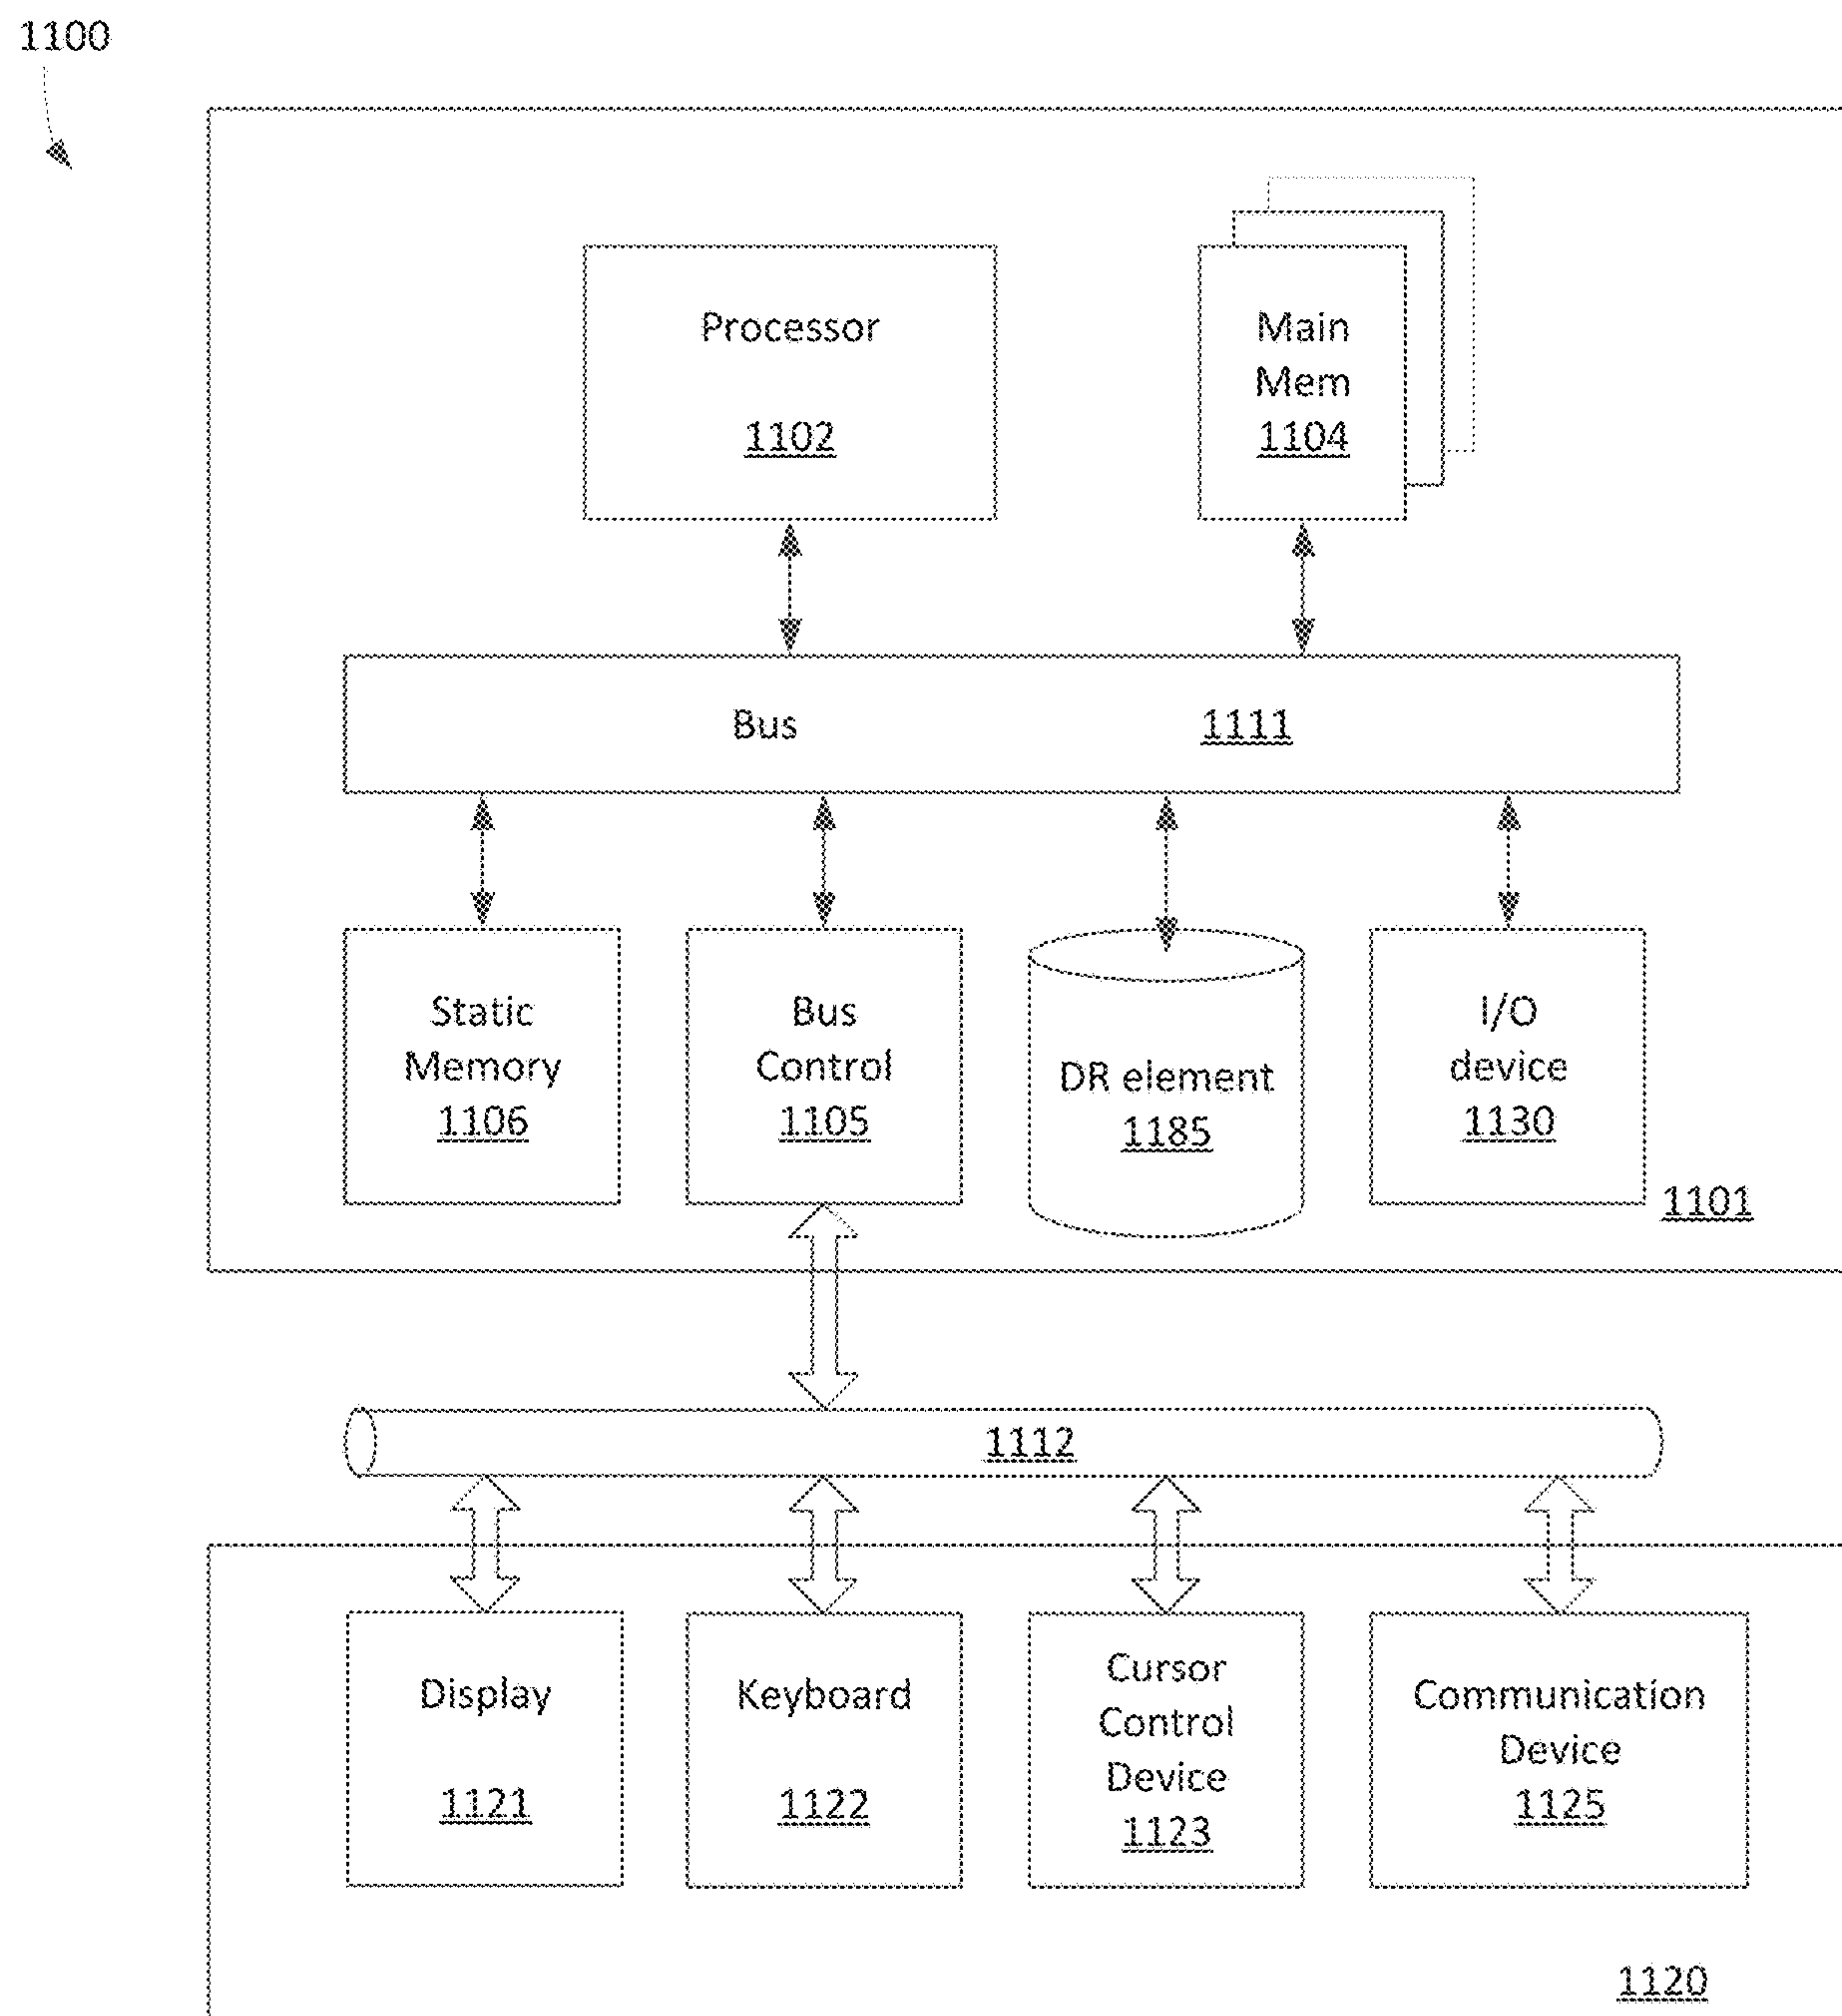 1100
Processor
1102
Main
Mem
1104
Bus 1111
Static
Memory
1106
Bus
Control
1105
DR element
1185
I/O
device
1130
1101
1112
Display
1121
Keyboard
1122
Cursor
Control
Device
1123
Communication
Device
1125
1120